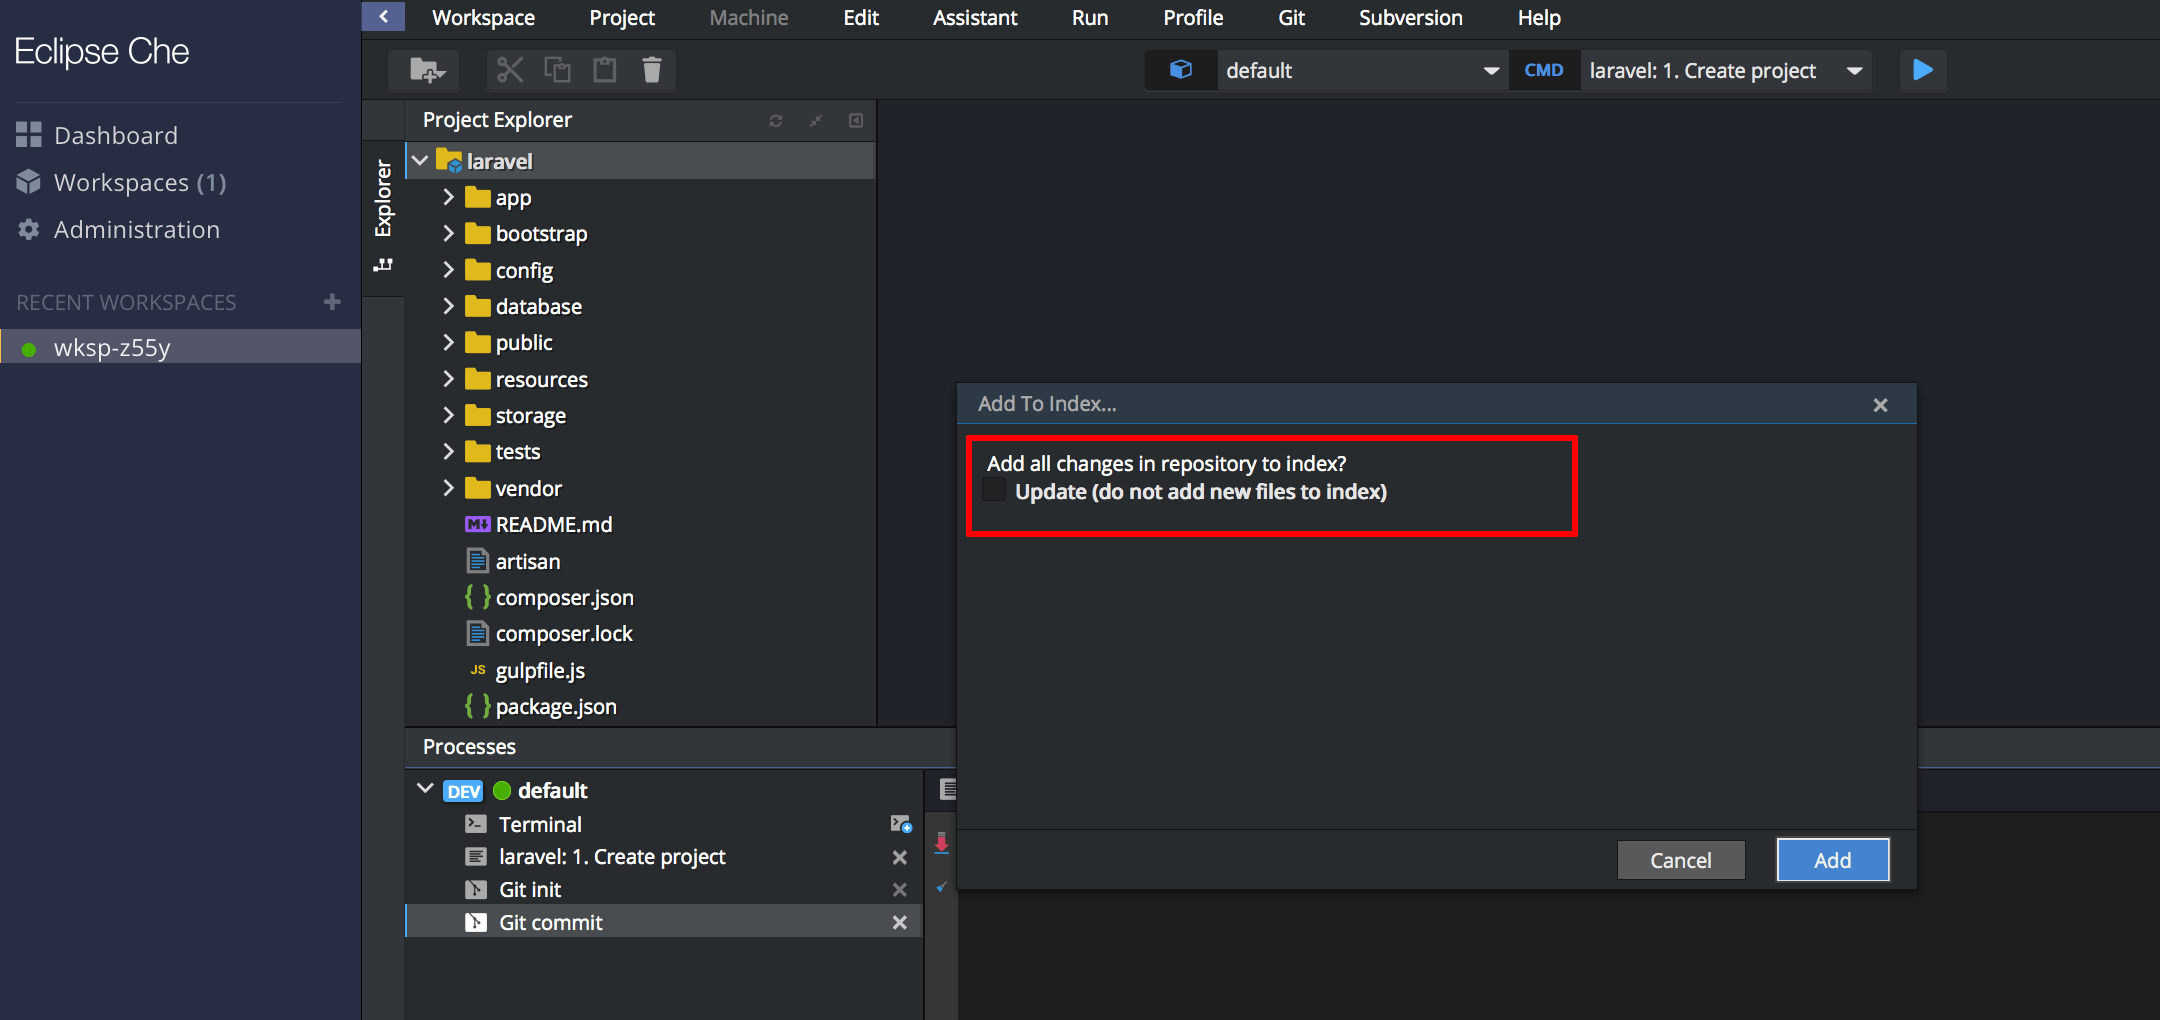 Eclipse Che
Dashboard
Workspaces (1)
Administration
RECENT WORKSPACES +
wksp-z55y
Workspace Project Machine Edit Assistant Run Profile Git Subversion Help
default CMD laravel: 1. Create project
Explorer
Project Explorer
laravel
app
bootstrap
config
database
public
resources
storage
tests
vendor
M README.md
artisan
{ } composer.json
composer.lock
JS gulpfile.js
{ } package.json
Add To Index...
Add all changes in repository to index?
Update (do not add new files to index)
Cancel Add
Processes
DEV default
Terminal
laravel: 1. Create project
Git init
Git commit